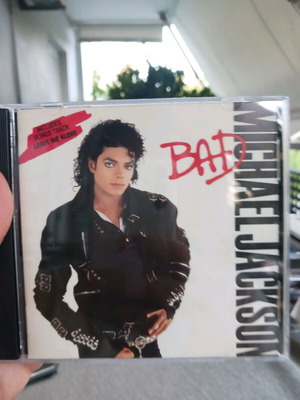 INCLUDES
BONUS TRACK
LEAVE ME ALONE
BAD
MICHAEL JACKSON